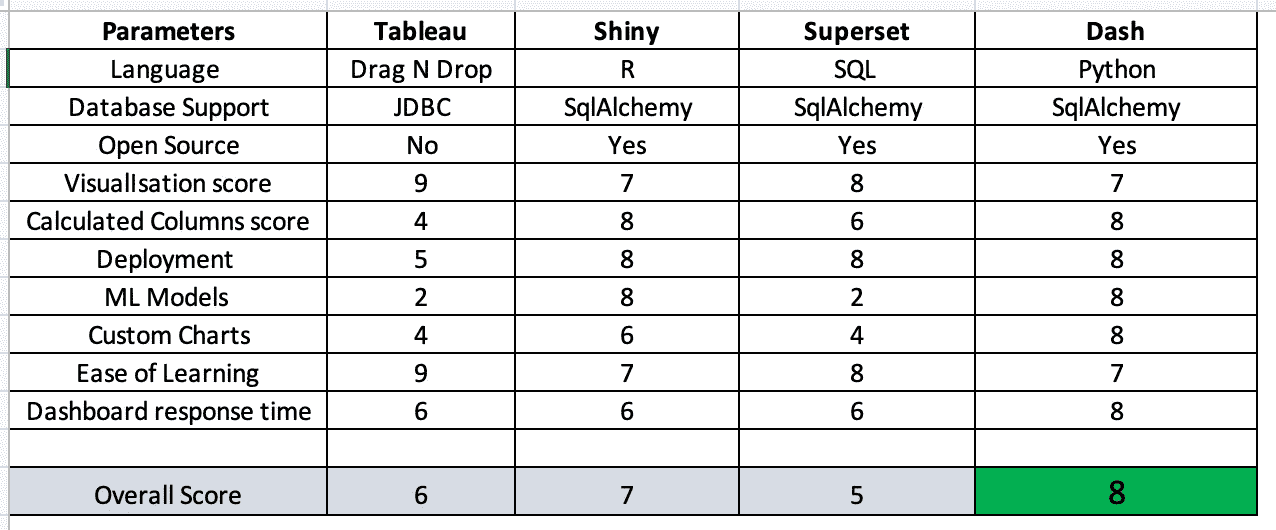 Parameters Tableau Shiny Superset Dash
Language Drag N Drop R SQL Python
Database Support JDBC SqlAlchemy SqlAlchemy SqlAlchemy
Open Source No Yes Yes Yes
VisualIsation score 9 7 8 7
Calculated Columns score 4 8 6 8
Deployment 5 8 8 8
ML Models 2 8 2 8
Custom Charts 4 6 4 8
Ease of Learning 9 7 8 7
Dashboard response time 6 6 6 8
Overall Score 6 7 5 8